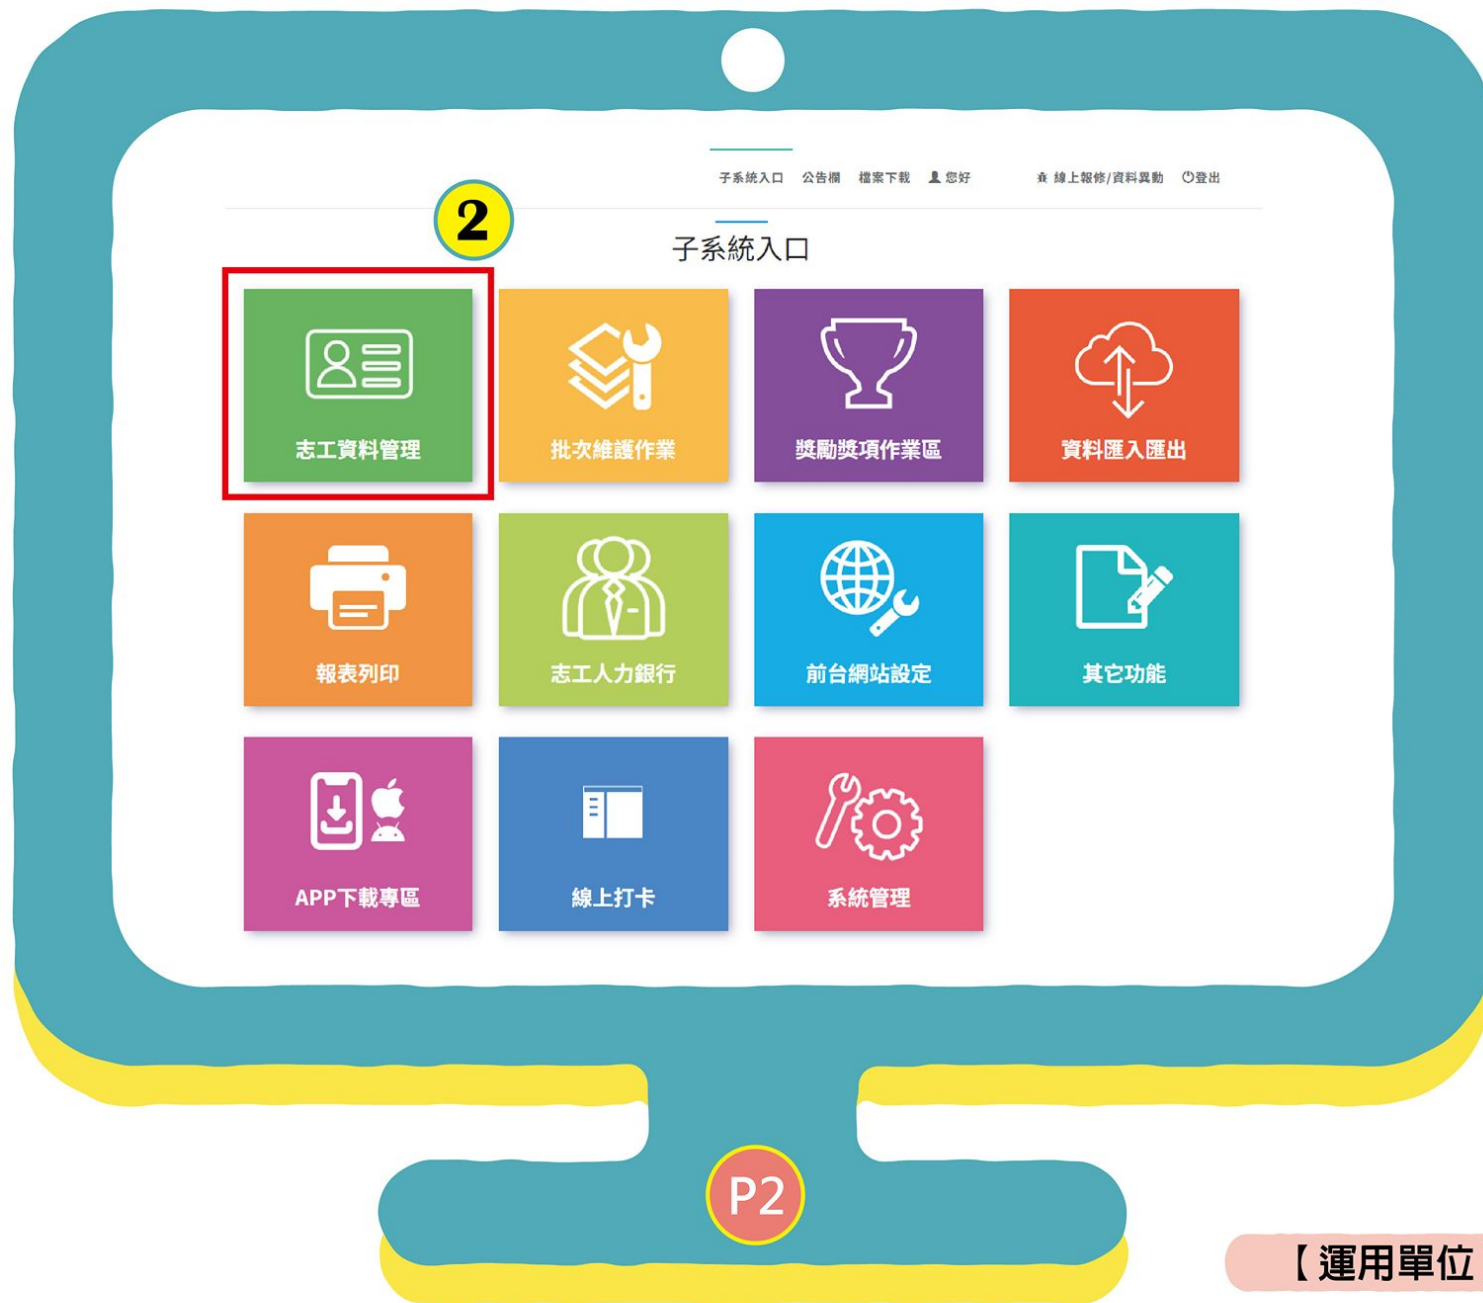 子系統入口 公告欄 檔案下載 您好 線上報修/資料異動 登出
2
子系統入口
志工資料管理 批次維護作業 獎勵獎項作業區 資料匯入匯出
報表列印 志工人力銀行 前台網站設定 其它功能
APP下載專區 線上打卡 系統管理
P2
【運用單位